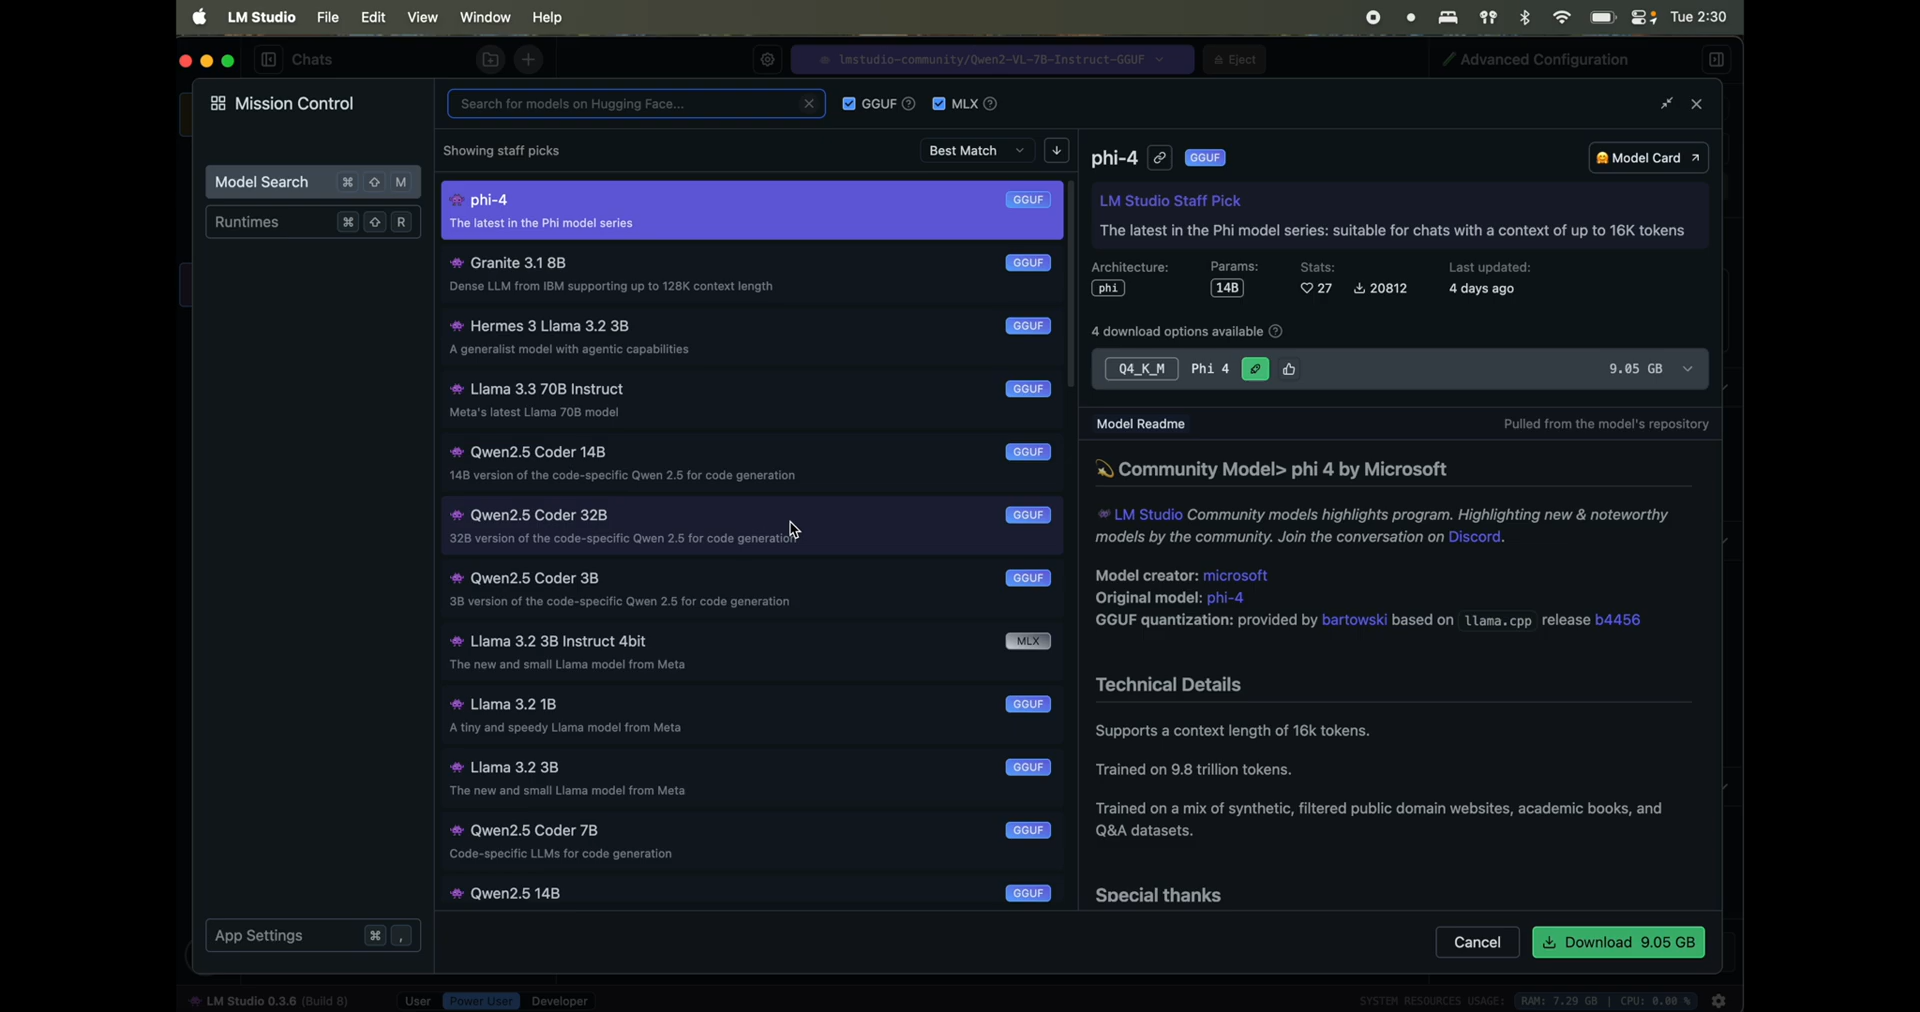 LM Studio File Edit View Window Help Tue 2:30
Chats lmstudio-community/Qwen2-VL-7B-Instruct-GGUF Eject Advanced Configuration
Mission Control
Search for models on Hugging Face... GGUF MLX
Model Search ⌘ ⇧ M
Runtimes ⌘ ⇧ R
App Settings ⌘ ,
Showing staff picks Best Match
phi-4 GGUF
The latest in the Phi model series
Granite 3.1 8B GGUF
Dense LLM from IBM supporting up to 128K context length
Hermes 3 Llama 3.2 3B GGUF
A generalist model with agentic capabilities
Llama 3.3 70B Instruct GGUF
Meta's latest Llama 70B model
Qwen2.5 Coder 14B GGUF
14B version of the code-specific Qwen 2.5 for code generation
Qwen2.5 Coder 32B GGUF
32B version of the code-specific Qwen 2.5 for code generation
Qwen2.5 Coder 3B GGUF
3B version of the code-specific Qwen 2.5 for code generation
Llama 3.2 3B Instruct 4bit MLX
The new and small Llama model from Meta
Llama 3.2 1B GGUF
A tiny and speedy Llama model from Meta
Llama 3.2 3B GGUF
The new and small Llama model from Meta
Qwen2.5 Coder 7B GGUF
Code-specific LLMs for code generation
Qwen2.5 14B GGUF
phi-4 GGUF Model Card
LM Studio Staff Pick
The latest in the Phi model series: suitable for chats with a context of up to 16K tokens
Architecture: Params: Stats: Last updated:
phi 14B 27 20812 4 days ago
4 download options available
Q4_K_M Phi 4 9.05 GB
Model Readme Pulled from the model's repository
Community Model> phi 4 by Microsoft
LM Studio Community models highlights program. Highlighting new & noteworthy
models by the community. Join the conversation on Discord.
Model creator: microsoft
Original model: phi-4
GGUF quantization: provided by bartowski based on llama.cpp release b4456
Technical Details
Supports a context length of 16k tokens.
Trained on 9.8 trillion tokens.
Trained on a mix of synthetic, filtered public domain websites, academic books, and
Q&A datasets.
Special thanks
Cancel Download 9.05 GB
LM Studio 0.3.6 (Build 8) User Power User Developer SYSTEM RESOURCES USAGE: RAM: 7.29 GB | CPU: 0.00 %